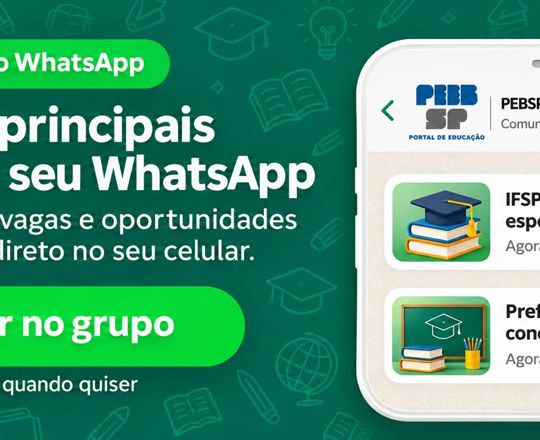 o WhatsApp
principais
seu WhatsApp
vagas e oportunidades
direto no seu celular.
r no grupo
quando quiser
PEBB
SP
PORTAL DE EDUCAÇÃO
PEBSP
Comun
IFSP
espe
Agora
Pref
conc
Agora